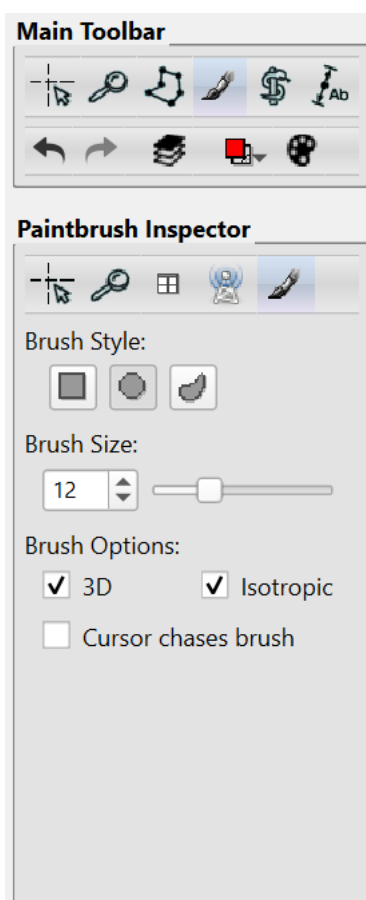 Main Toolbar
Ab
Paintbrush Inspector
Brush Style:
Brush Size:
12
Brush Options:
3D Isotropic
Cursor chases brush